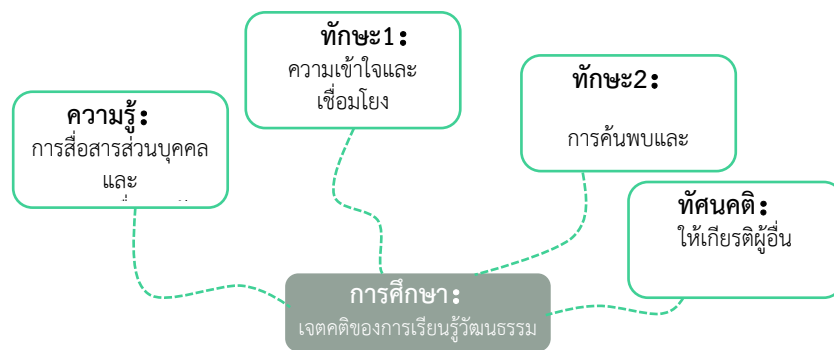 ทักษะ1:
ความเข้าใจและ
เชื่อมโยง
ทักษะ2:
การค้นพบและ
ความรู้:
การสื่อสารส่วนบุคคล
และ
ทัศนคติ:
ให้เกียรติผู้อื่น
การศึกษา:
เจตคติของการเรียนรู้วัฒนธรรม